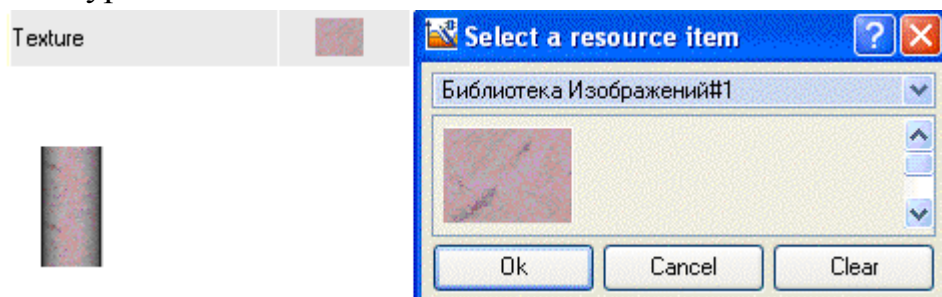 Texture
Select a resource item
Библиотека Изображений#1
Ok
Cancel
Clear